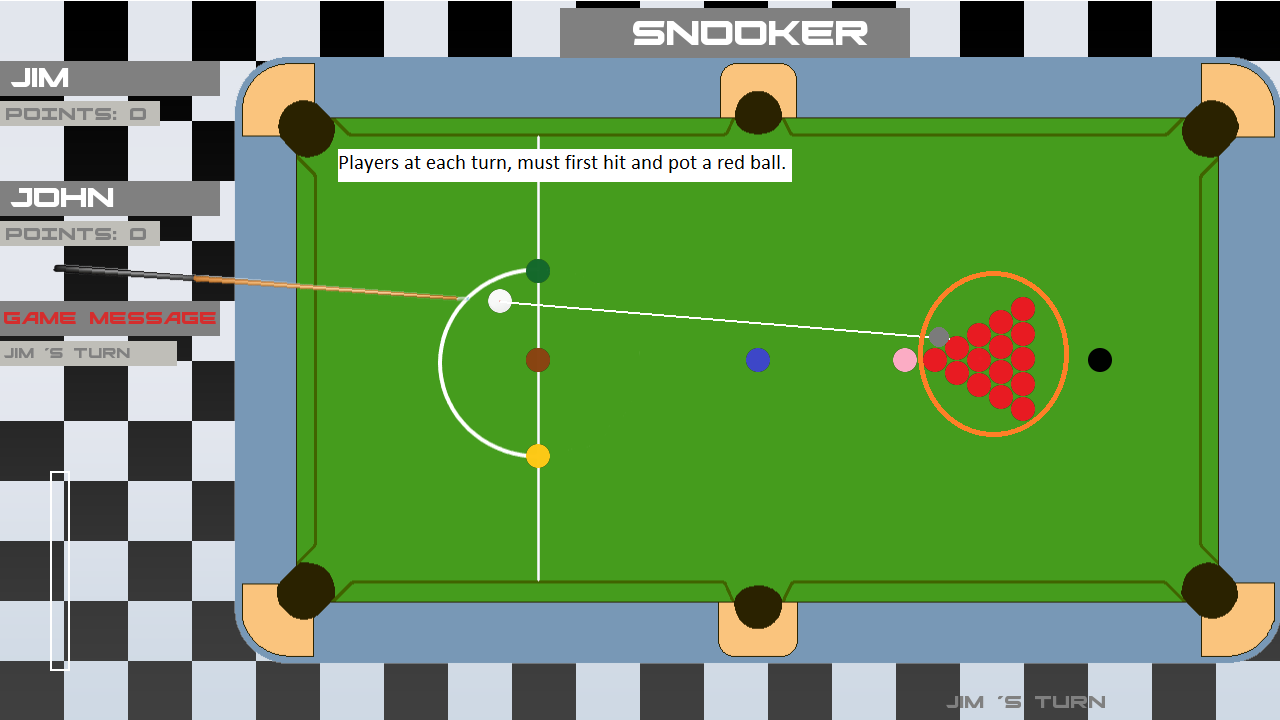 SNOOKER
JIM
POINTS: 0
Players at each turn, must first hit and pot a red ball.
JOHN
POINTS: 0
GAME MESSAGE
JIM ´S TURN
JIM ´S TURN